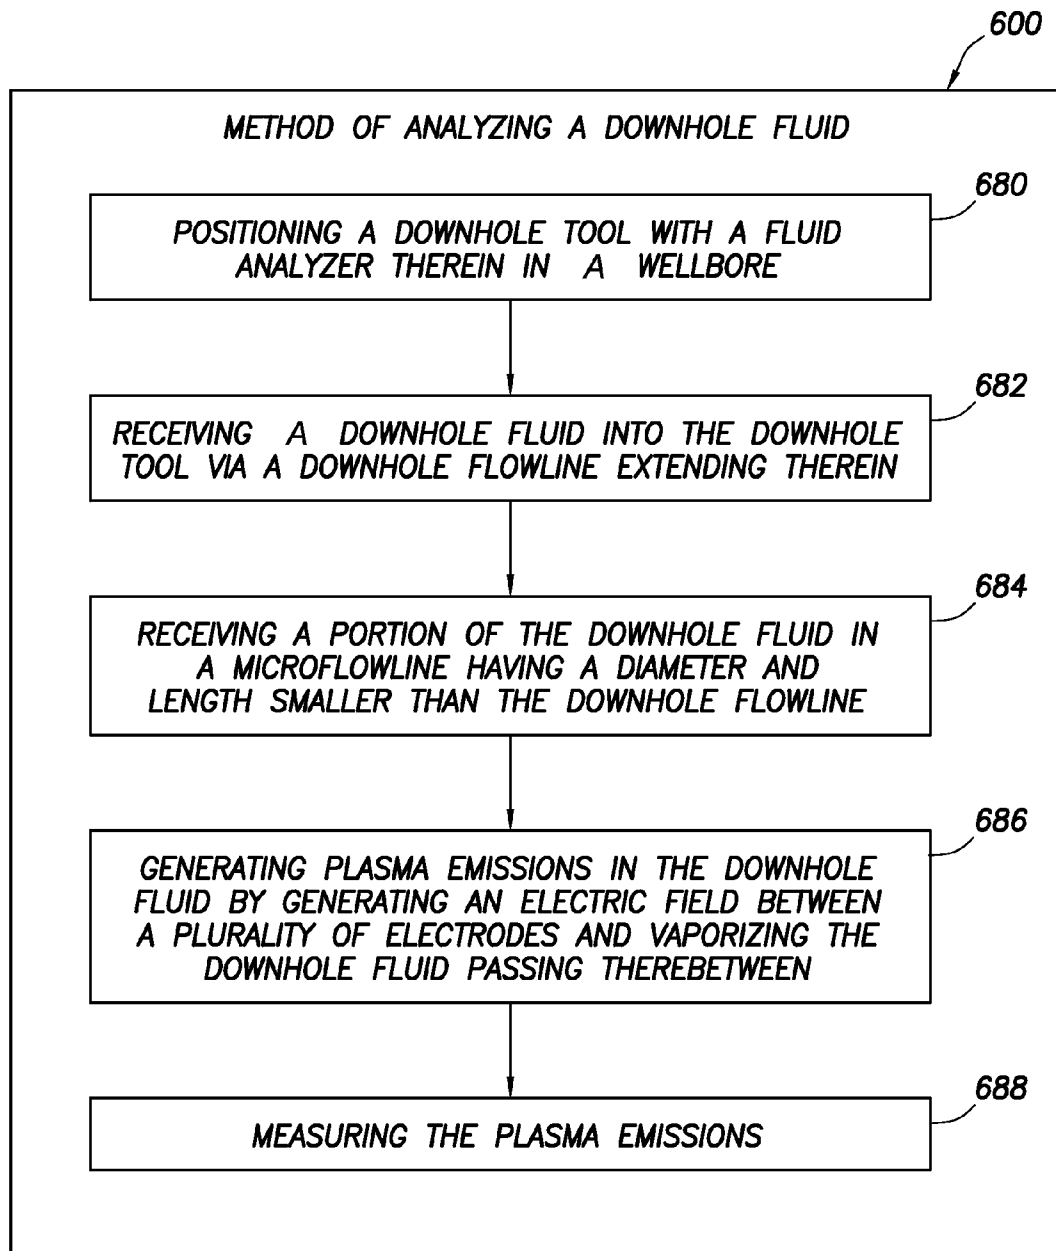 600
METHOD OF ANALYZING A DOWNHOLE FLUID
680
POSITIONING A DOWNHOLE TOOL WITH A FLUID
ANALYZER THEREIN IN A WELLBORE
682
RECEIVING A DOWNHOLE FLUID INTO THE DOWNHOLE
TOOL VIA A DOWNHOLE FLOWLINE EXTENDING THEREIN
684
RECEIVING A PORTION OF THE DOWNHOLE FLUID IN
A MICROFLOWLINE HAVING A DIAMETER AND
LENGTH SMALLER THAN THE DOWNHOLE FLOWLINE
686
GENERATING PLASMA EMISSIONS IN THE DOWNHOLE
FLUID BY GENERATING AN ELECTRIC FIELD BETWEEN
A PLURALITY OF ELECTRODES AND VAPORIZING THE
DOWNHOLE FLUID PASSING THEREBETWEEN
688
MEASURING THE PLASMA EMISSIONS